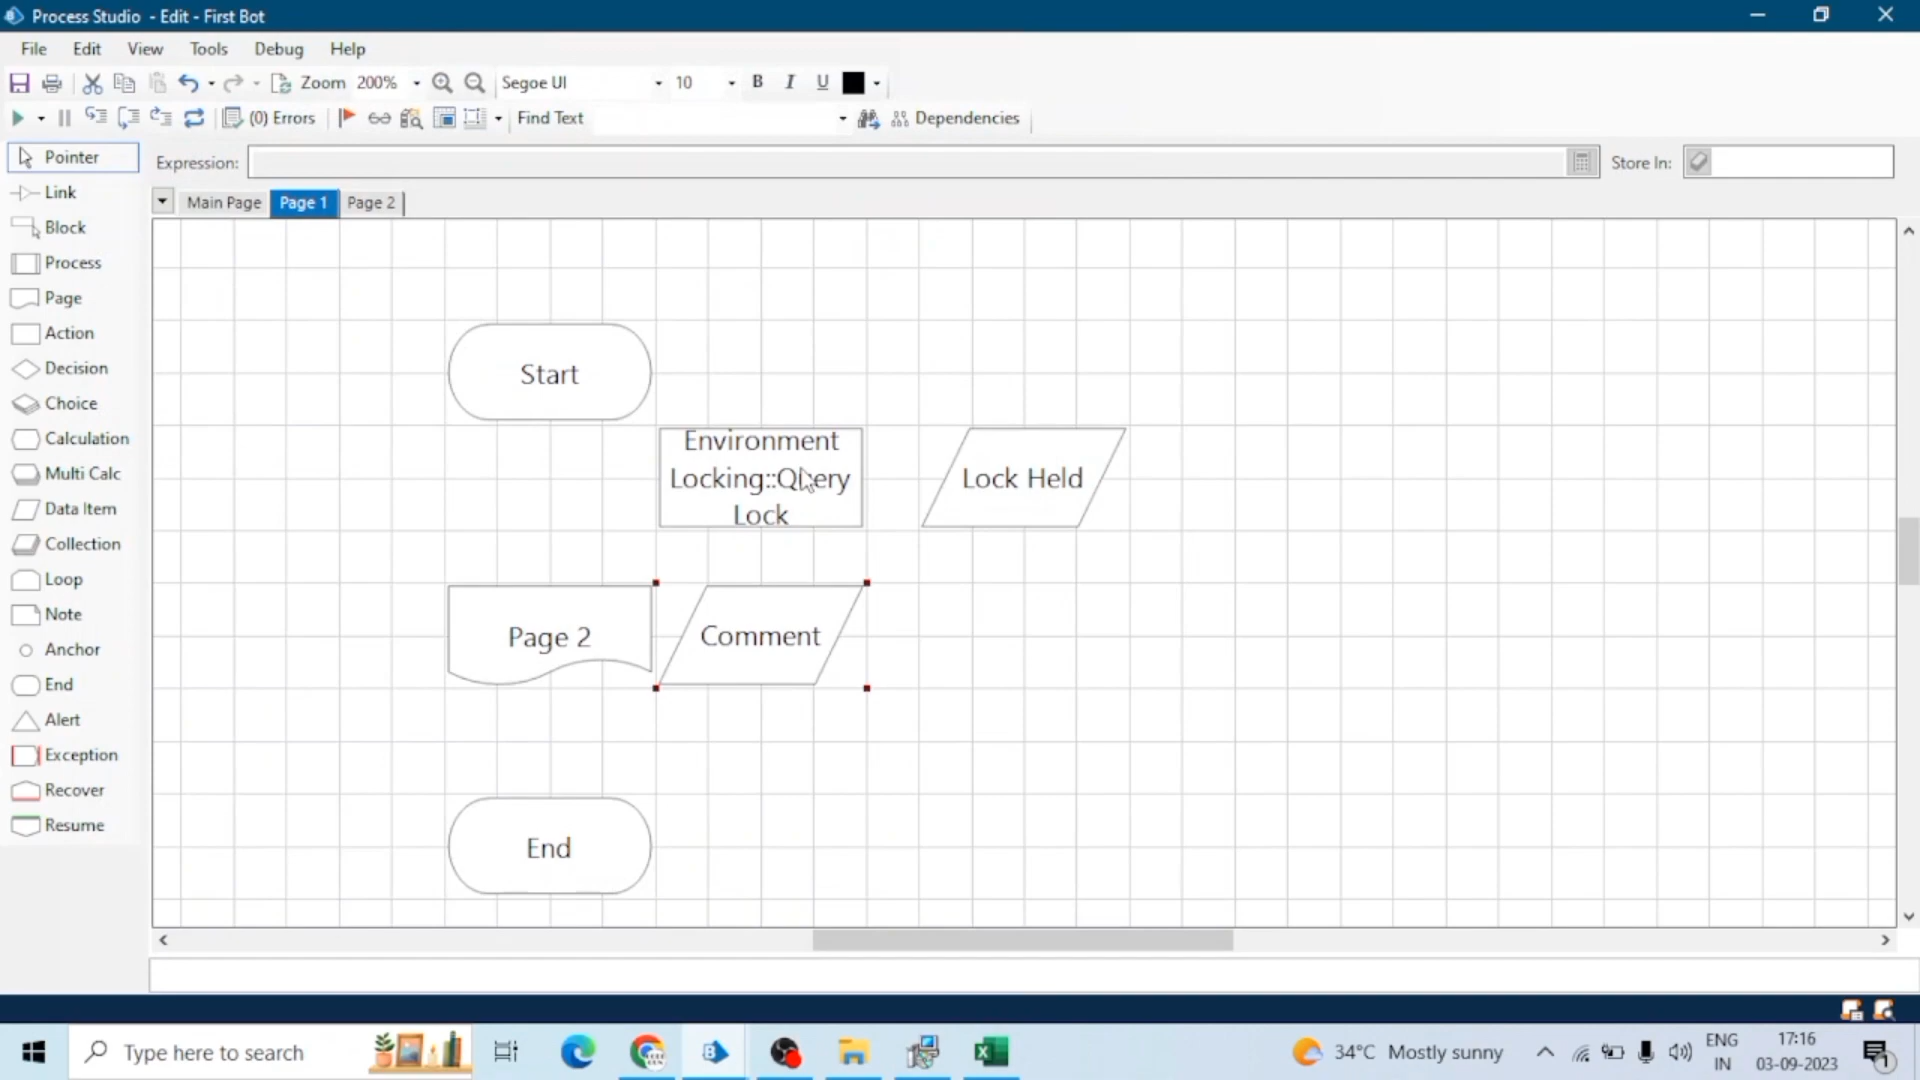 Process Studio - Edit - First Bot
File Edit View Tools Debug Help
Zoom 200% Segoe UI 10 B I U
(0) Errors Find Text Dependencies
Pointer
Expression: Store In:
Link
Main Page Page 1 Page 2
Block
Process
Page
Action
Decision
Choice
Calculation
Multi Calc
Data Item
Collection
Loop
Note
Anchor
End
Alert
Exception
Recover
Resume
Start
Environment
Locking::Query
Lock
Lock Held
Page 2
Comment
End
Type here to search
34°C Mostly sunny
ENG
IN
17:16
03-09-2023
1